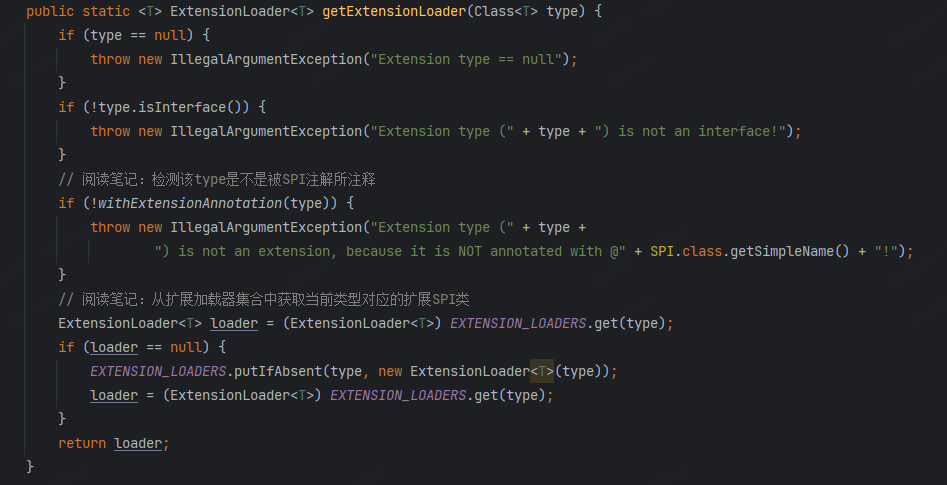 public static <T> ExtensionLoader<T> getExtensionLoader(Class<T> type) {
    if (type == null) {
        throw new IllegalArgumentException("Extension type == null");
    }
    if (!type.isInterface()) {
        throw new IllegalArgumentException("Extension type (" + type + ") is not an interface!");
    }
    // 阅读笔记：检测该type是不是被SPI注解所注释
    if (!withExtensionAnnotation(type)) {
        throw new IllegalArgumentException("Extension type (" + type +
                ") is not an extension, because it is NOT annotated with @" + SPI.class.getSimpleName() + "!");
    }
    // 阅读笔记：从扩展加载器集合中获取当前类型对应的扩展SPI类
    ExtensionLoader<T> loader = (ExtensionLoader<T>) EXTENSION_LOADERS.get(type);
    if (loader == null) {
        EXTENSION_LOADERS.putIfAbsent(type, new ExtensionLoader<T>(type));
        loader = (ExtensionLoader<T>) EXTENSION_LOADERS.get(type);
    }
    return loader;
}